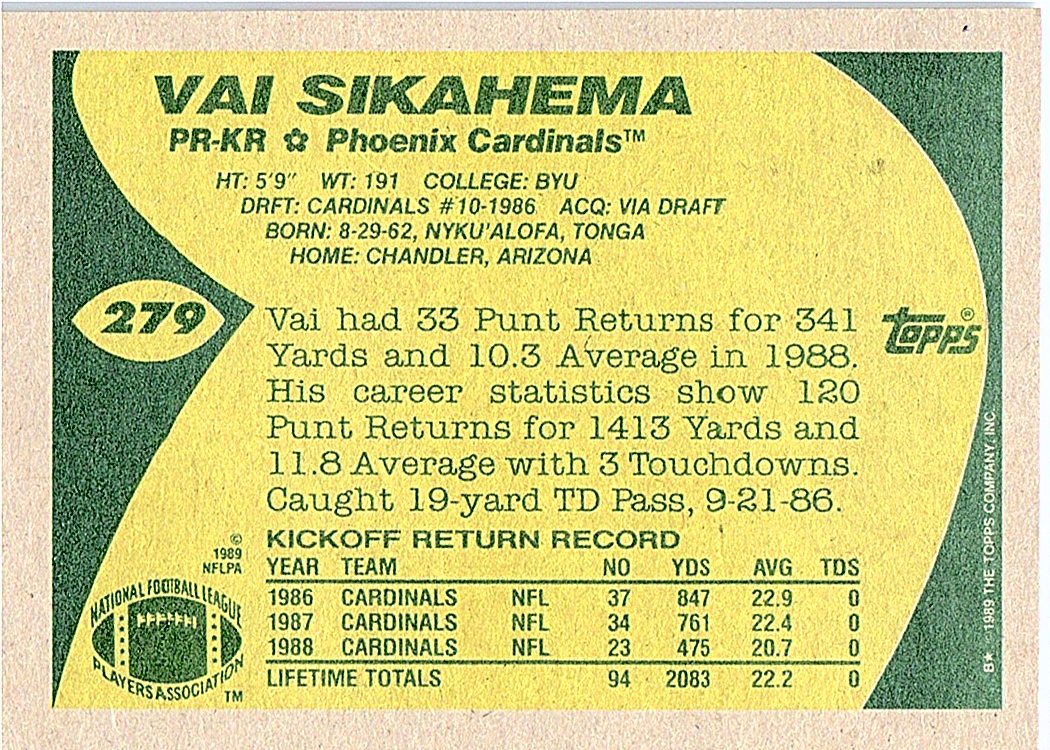 VAI SIKAHEMA
PR-KR ✿ Phoenix Cardinals™
HT: 5'9" WT: 191 COLLEGE: BYU
DRFT: CARDINALS #10-1986 ACQ: VIA DRAFT
BORN: 8-29-62, NYKU'ALOFA, TONGA
HOME: CHANDLER, ARIZONA
279
Vai had 33 Punt Returns for 341
Yards and 10.3 Average in 1988.
His career statistics show 120
Punt Returns for 1413 Yards and
11.8 Average with 3 Touchdowns.
Caught 19-yard TD Pass, 9-21-86.
topps®
KICKOFF RETURN RECORD
YEAR TEAM NO YDS AVG TDS
1986 CARDINALS NFL 37 847 22.9 0
1987 CARDINALS NFL 34 761 22.4 0
1988 CARDINALS NFL 23 475 20.7 0
LIFETIME TOTALS 94 2083 22.2 0
©
1989
NFLPA
NATIONAL FOOTBALL LEAGUE
PLAYERS ASSOCIATION
TM
B* 1989 THE TOPPS COMPANY, INC.